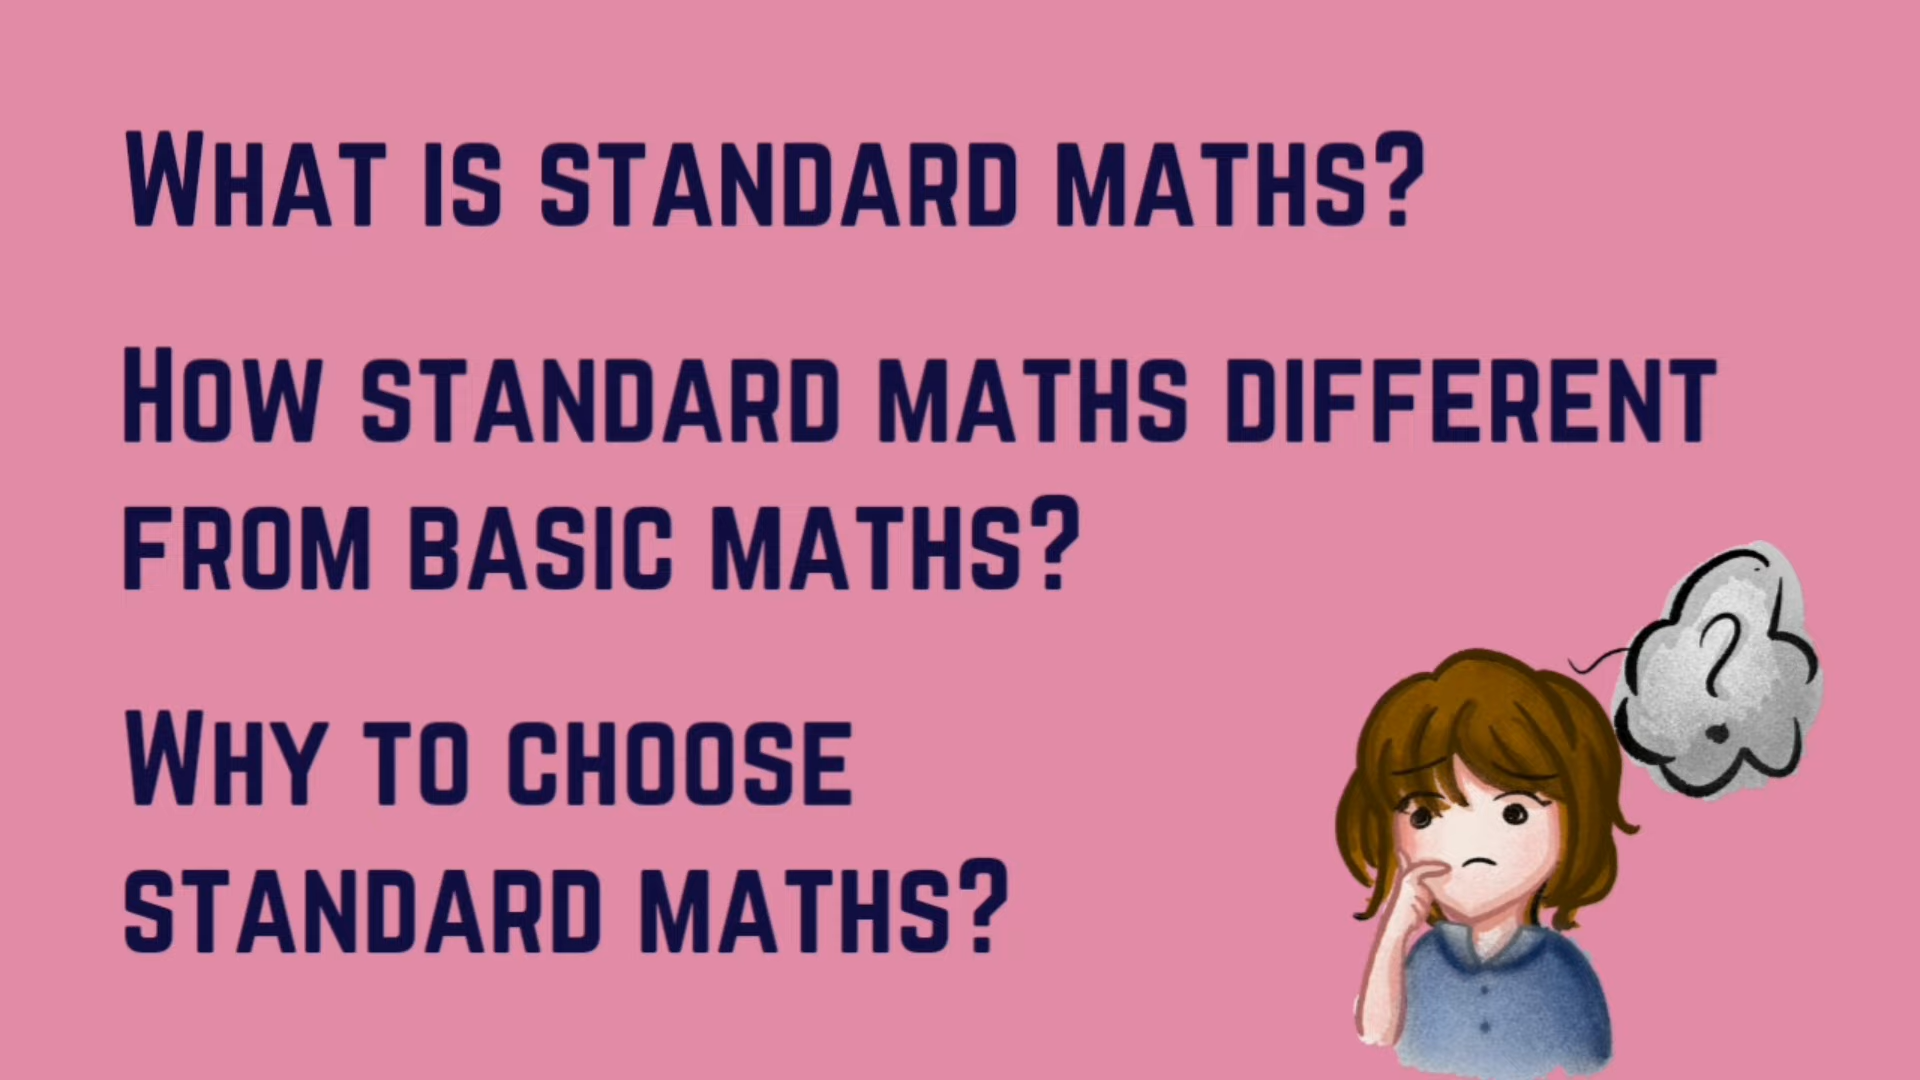 What is standard maths?
How standard maths different
from basic maths?
Why to choose
standard maths?
?